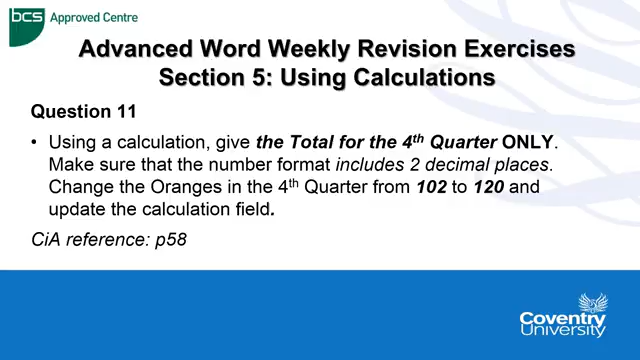 bcs Approved Centre
Advanced Word Weekly Revision Exercises
Section 5: Using Calculations
Question 11
• Using a calculation, give the Total for the 4th Quarter ONLY.
Make sure that the number format includes 2 decimal places.
Change the Oranges in the 4th Quarter from 102 to 120 and
update the calculation field.
CiA reference: p58
Coventry
University